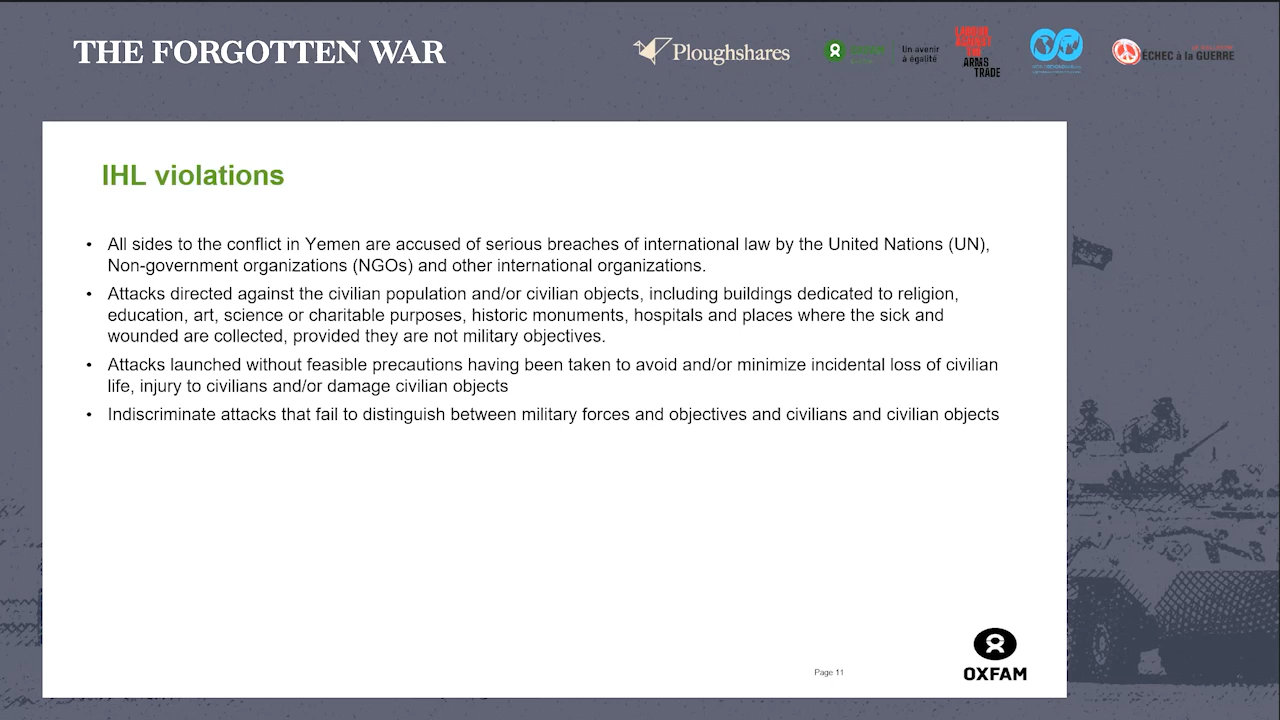 THE FORGOTTEN WAR
Ploughshares
Un avenir
à égalité
LABOUR
AGAINST
THE
ARMS
TRADE
ÉCHEC à la GUERRE
IHL violations
• All sides to the conflict in Yemen are accused of serious breaches of international law by the United Nations (UN),
Non-government organizations (NGOs) and other international organizations.
• Attacks directed against the civilian population and/or civilian objects, including buildings dedicated to religion,
education, art, science or charitable purposes, historic monuments, hospitals and places where the sick and
wounded are collected, provided they are not military objectives.
• Attacks launched without feasible precautions having been taken to avoid and/or minimize incidental loss of civilian
life, injury to civilians and/or damage civilian objects
• Indiscriminate attacks that fail to distinguish between military forces and objectives and civilians and civilian objects
Page 11
OXFAM